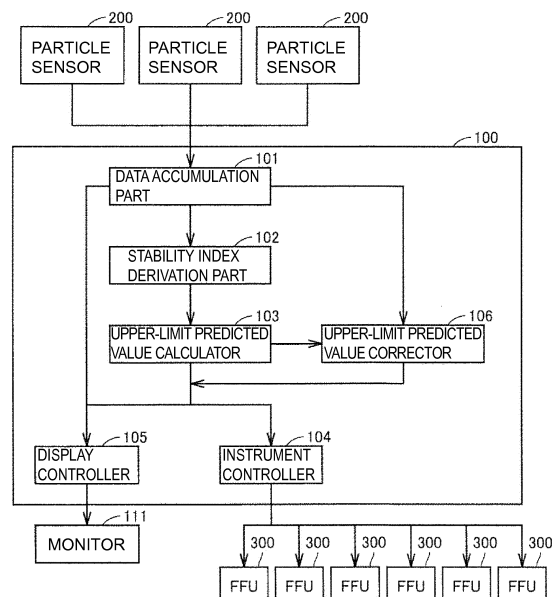 200 200 200
PARTICLE SENSOR
PARTICLE SENSOR
PARTICLE SENSOR
100
101
DATA ACCUMULATION
PART
102
STABILITY INDEX
DERIVATION PART
103
UPPER-LIMIT PREDICTED
VALUE CALCULATOR
106
UPPER-LIMIT PREDICTED
VALUE CORRECTOR
105
DISPLAY
CONTROLLER
104
INSTRUMENT
CONTROLLER
111
MONITOR
300 300 300 300 300 300
FFU FFU FFU FFU FFU FFU